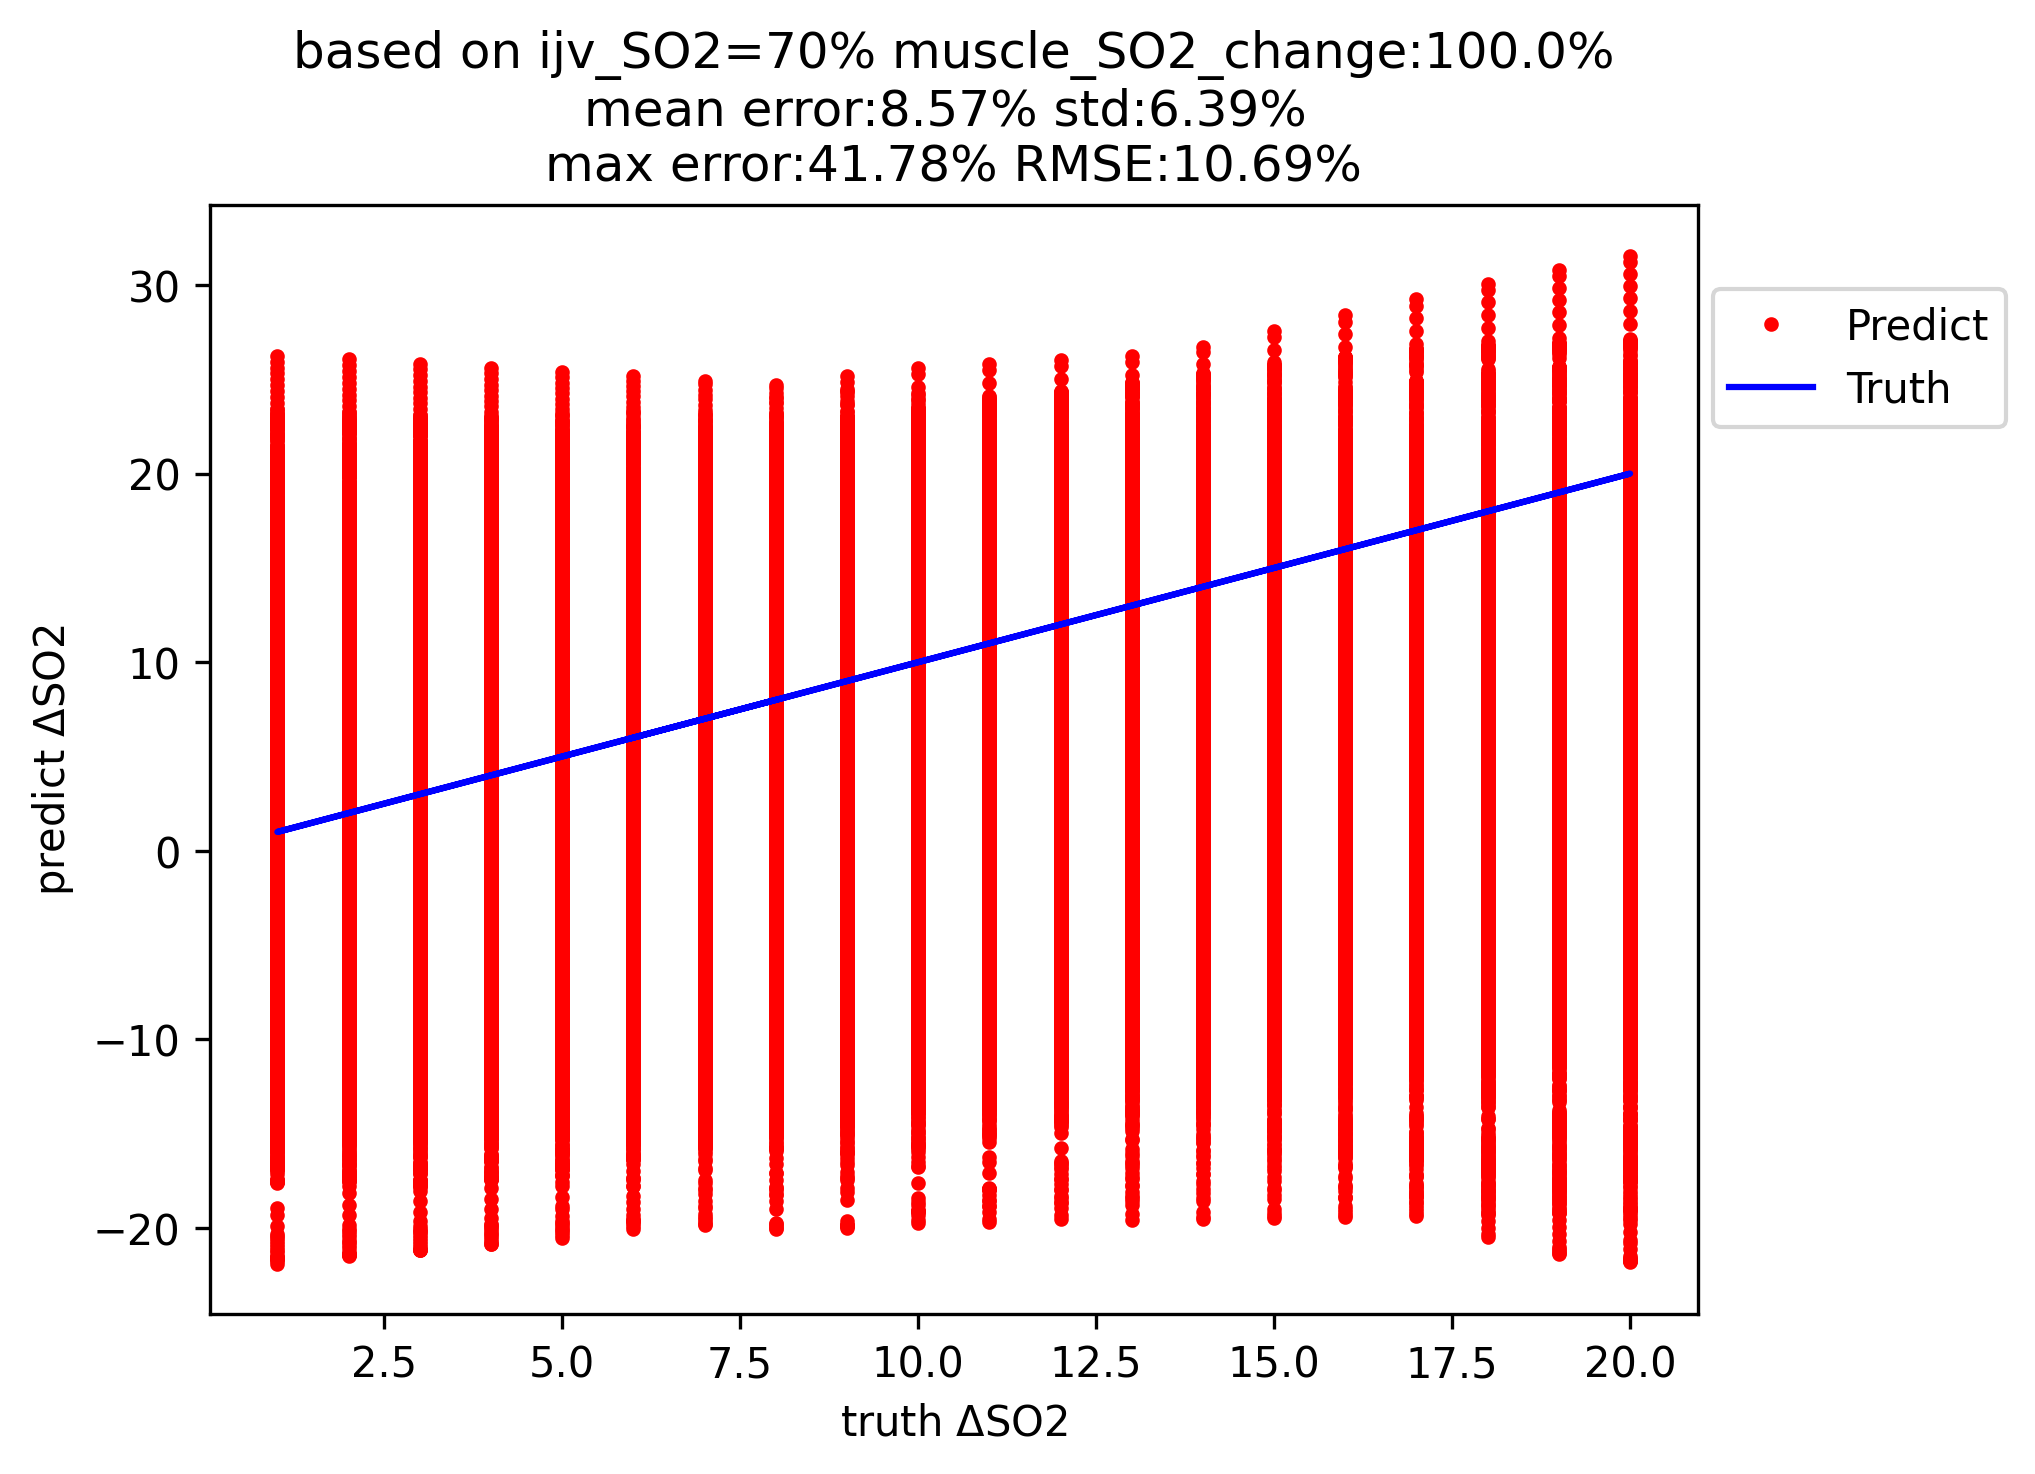 based on ijv_SO2=70% muscle_SO2_change:100.0%
mean error:8.57% std:6.39%
max error:41.78% RMSE:10.69%
30
20
10
0
−10
−20
predict ΔSO2
2.5
5.0
7.5
10.0
12.5
15.0
17.5
20.0
truth ΔSO2
Predict
Truth